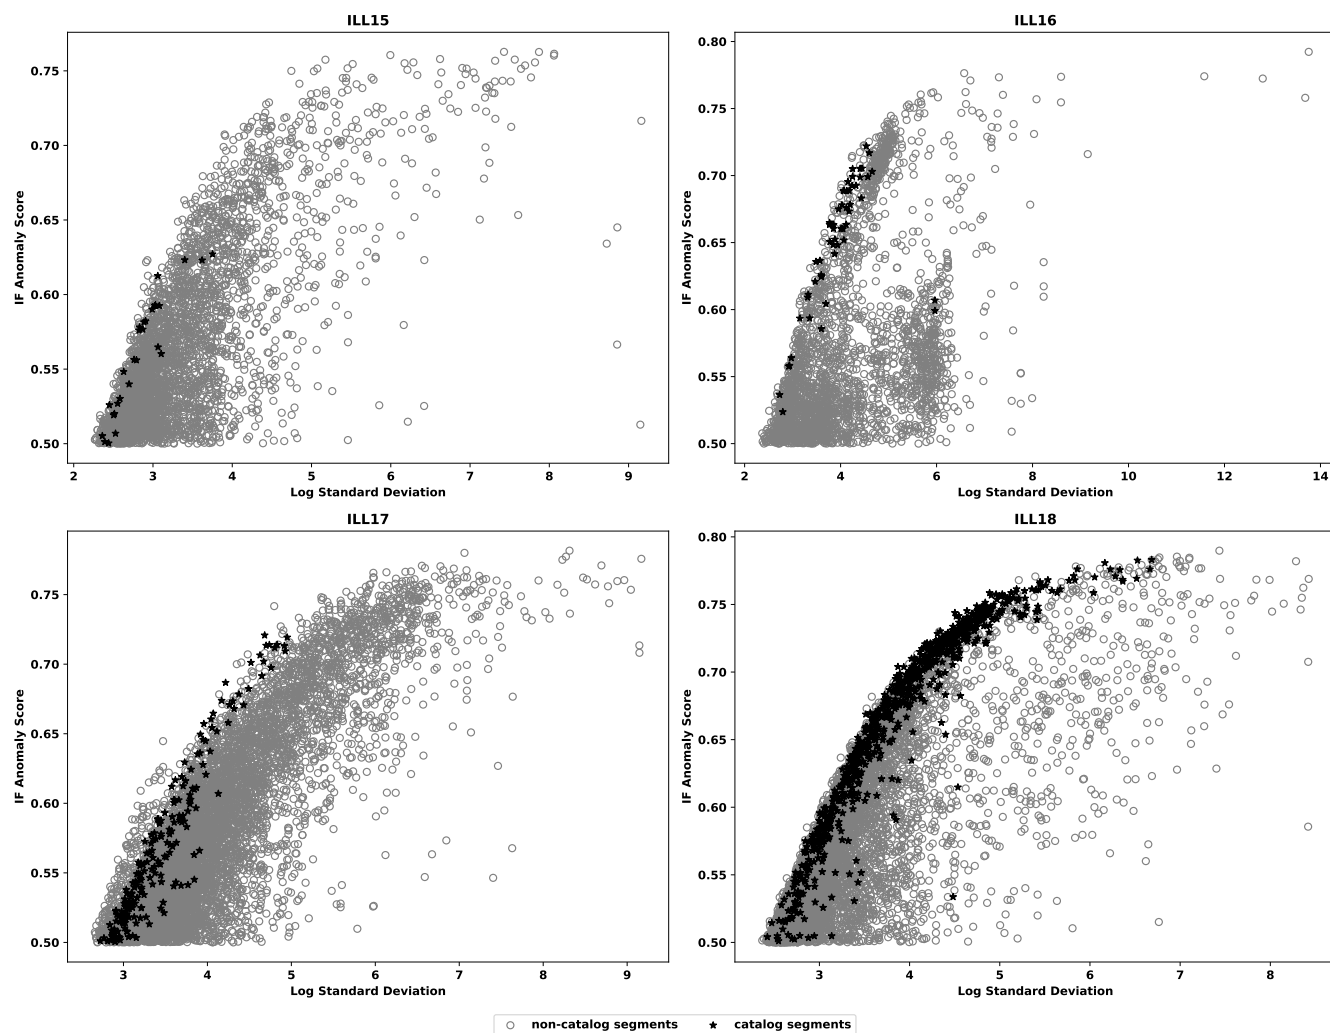 ILL15
IF Anomaly Score
0.75
0.70
0.65
0.60
0.55
0.50
2 3 4 5 6 7 8 9
Log Standard Deviation
ILL16
IF Anomaly Score
0.80
0.75
0.70
0.65
0.60
0.55
0.50
2 4 6 8 10 12 14
Log Standard Deviation
ILL17
IF Anomaly Score
0.75
0.70
0.65
0.60
0.55
0.50
3 4 5 6 7 8 9
Log Standard Deviation
ILL18
IF Anomaly Score
0.80
0.75
0.70
0.65
0.60
0.55
0.50
3 4 5 6 7 8
Log Standard Deviation
non-catalog segments catalog segments